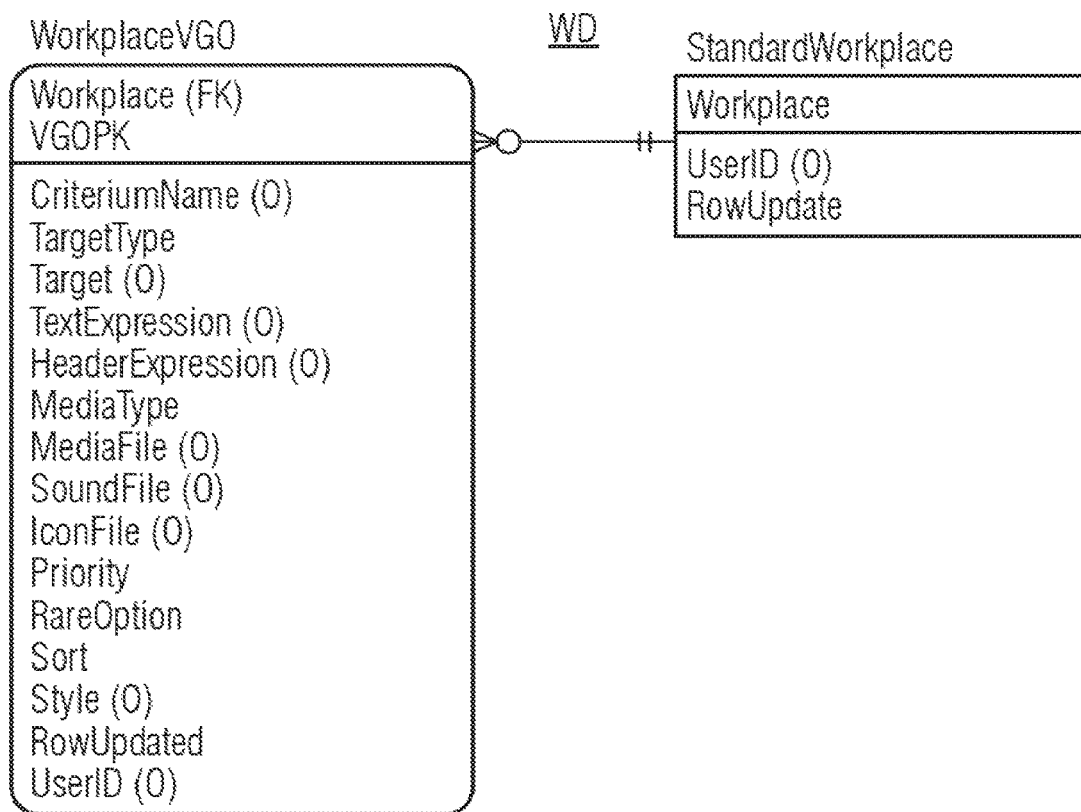 WorkplaceVGO
Workplace (FK)
VGOPK
CriteriumName (O)
TargetType
Target (O)
TextExpression (O)
HeaderExpression (O)
MediaType
MediaFile (O)
SoundFile (O)
IconFile (O)
Priority
RareOption
Sort
Style (O)
RowUpdated
UserID (O)
WD
StandardWorkplace
Workplace
UserID (O)
RowUpdate